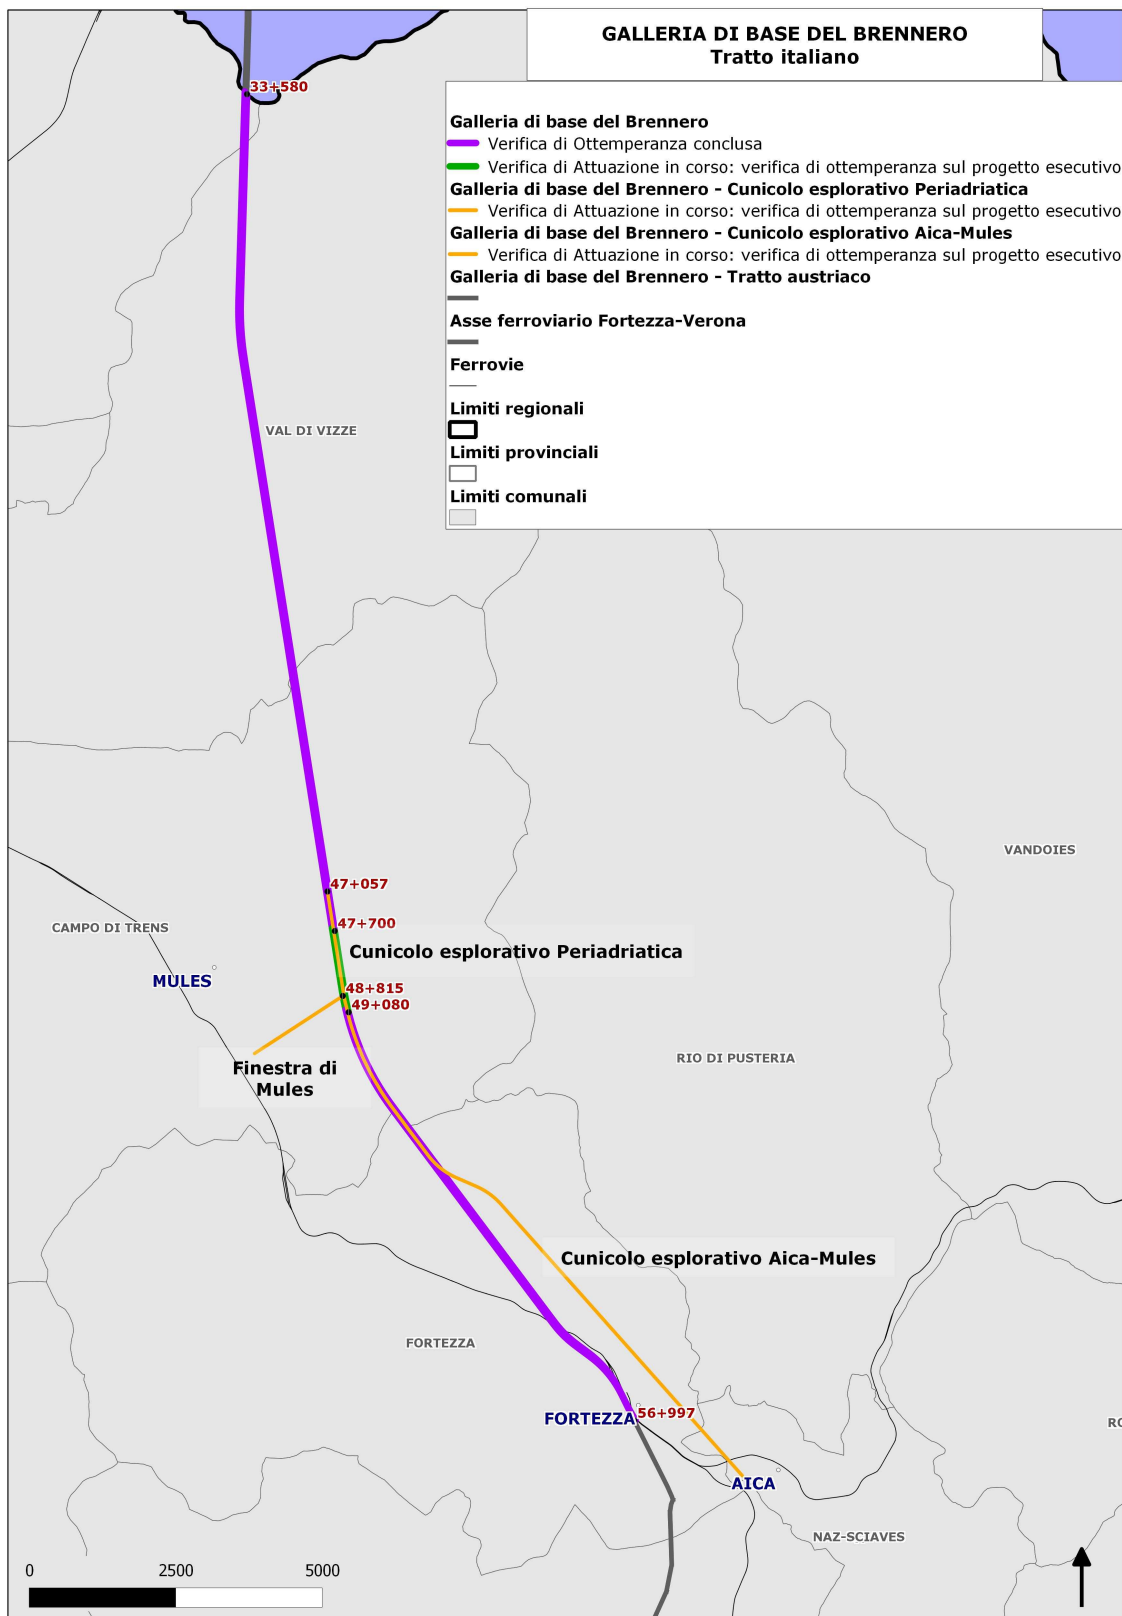 GALLERIA DI BASE DEL BRENNERO
Tratto italiano
33+580
Galleria di base del Brennero
Verifica di Ottemperanza conclusa
Verifica di Attuazione in corso: verifica di ottemperanza sul progetto esecutivo
Galleria di base del Brennero - Cunicolo esplorativo Periadriatica
Verifica di Attuazione in corso: verifica di ottemperanza sul progetto esecutivo
Galleria di base del Brennero - Cunicolo esplorativo Aica-Mules
Verifica di Attuazione in corso: verifica di ottemperanza sul progetto esecutivo
Galleria di base del Brennero - Tratto austriaco
Asse ferroviario Fortezza-Verona
Ferrovie
Limiti regionali
Limiti provinciali
Limiti comunali
VAL DI VIZZE
VANDOIES
47+057
47+700
CAMPO DI TRENS
Cunicolo esplorativo Periadriatica
MULES
48+815
49+080
RIO DI PUSTERIA
Finestra di
Mules
Cunicolo esplorativo Aica-Mules
FORTEZZA
56+997
FORTEZZA
RO
AICA
NAZ-SCIAVES
0 2500 5000